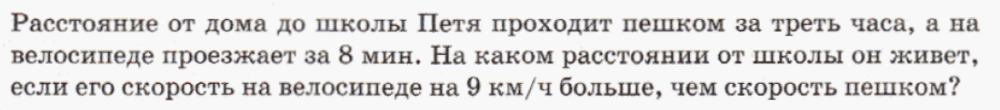 Расстояние от дома до школы Петя проходит пешком за треть часа, а на
велосипеде проезжает за 8 мин. На каком расстоянии от школы он живет,
если его скорость на велосипеде на 9 км/ч больше, чем скорость пешком?